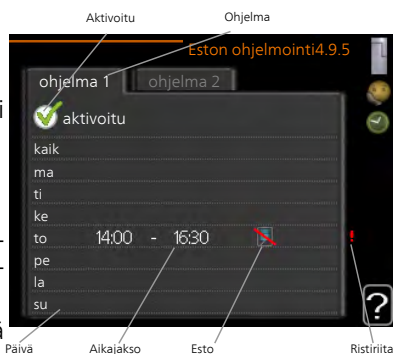 Aktivoitu Ohjelma
Eston ohjelmointi4.9.5
ohjelma 1 ohjelma 2
aktivoitu
kaik
ma
ti
ke
to 14:00 - 16:30 !
pe
la
su
?
Päivä Aikajakso Esto Ristiriita